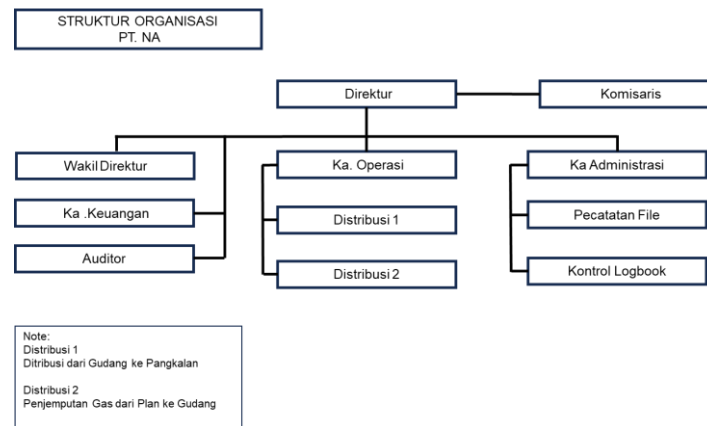 STRUKTUR ORGANISASI
PT. NA
Direktur
Komisaris
Wakil Direktur
Ka. Operasi
Ka Administrasi
Ka .Keuangan
Distribusi 1
Pecatatan File
Auditor
Distribusi 2
Kontrol Logbook
Note:
Distribusi 1
Ditribusi dari Gudang ke Pangkalan
Distribusi 2
Penjemputan Gas dari Plan ke Gudang